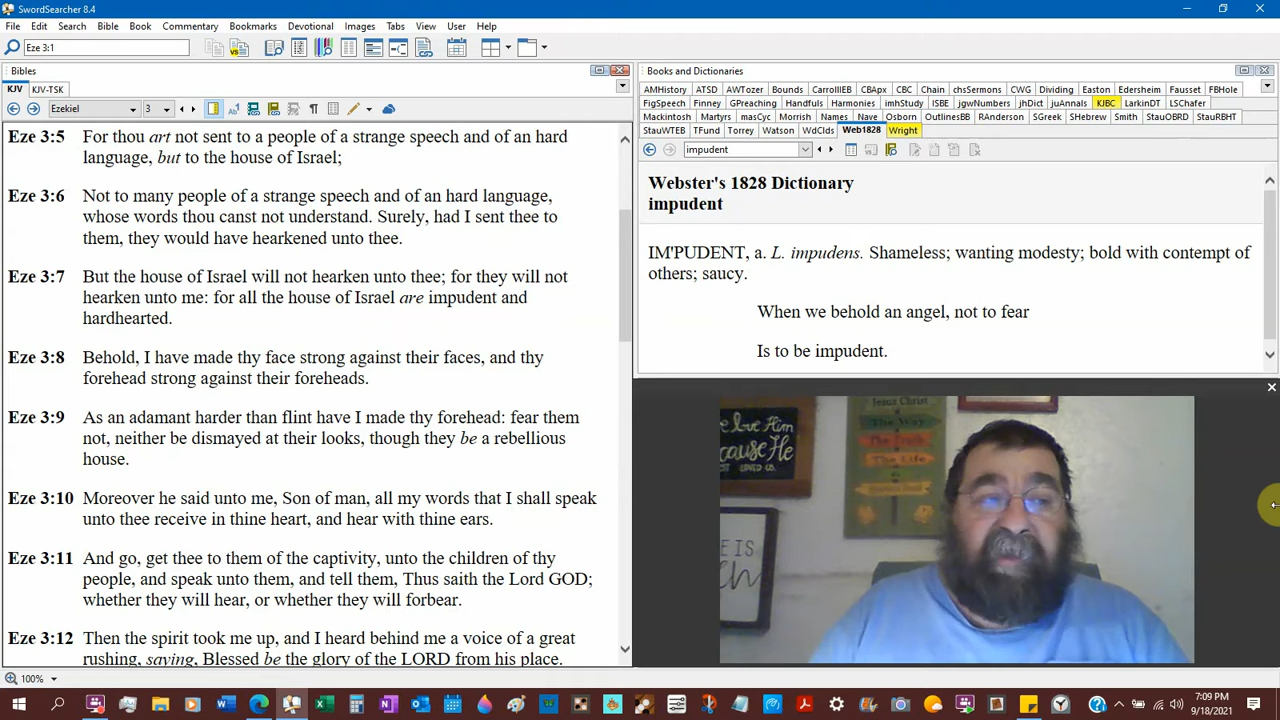 SwordSearcher 8.4
File Edit Search Bible Book Commentary Bookmarks Devotional Images Tabs View User Help
Eze 3:1
Bibles
KJV KJV-TSK
Ezekiel 3
Eze 3:5 For thou art not sent to a people of a strange speech and of an hard
language, but to the house of Israel;
Eze 3:6 Not to many people of a strange speech and of an hard language,
whose words thou canst not understand. Surely, had I sent thee to
them, they would have hearkened unto thee.
Eze 3:7 But the house of Israel will not hearken unto thee; for they will not
hearken unto me: for all the house of Israel are impudent and
hardhearted.
Eze 3:8 Behold, I have made thy face strong against their faces, and thy
forehead strong against their foreheads.
Eze 3:9 As an adamant harder than flint have I made thy forehead: fear them
not, neither be dismayed at their looks, though they be a rebellious
house.
Eze 3:10 Moreover he said unto me, Son of man, all my words that I shall speak
unto thee receive in thine heart, and hear with thine ears.
Eze 3:11 And go, get thee to them of the captivity, unto the children of thy
people, and speak unto them, and tell them, Thus saith the Lord GOD;
whether they will hear, or whether they will forbear.
Eze 3:12 Then the spirit took me up, and I heard behind me a voice of a great
rushing, saying, Blessed be the glory of the LORD from his place.
100%
Books and Dictionaries
AMHistory ATSD AWTozer Bounds CarrollEB CBApx Chain chsSermons CWG Dividing Easton Edersheim Fausset FBHole
FigSpeech Finney GPreaching Handfuls Harmonies imhStudy ISBE jgwNumbers jhDict juAnnals KJBC LarkinDT LSChafer
Mackintosh Martyrs masCyc Morrish Names Nave Osborn OutlinesBB RAnderson SGreek SHebrew Smith StauOBRD StauRBHT
StauWTEB TFund Torrey Watson WdClds Web1828 Wright
impudent
Webster's 1828 Dictionary
impudent
IM'PUDENT, a. L. impudens. Shameless; wanting modesty; bold with contempt of
others; saucy.
When we behold an angel, not to fear
Is to be impudent.
Jesus Christ
The Way
The Truth
The Life
we love Him
because He
LOVED US.
7:09 PM
9/18/2021